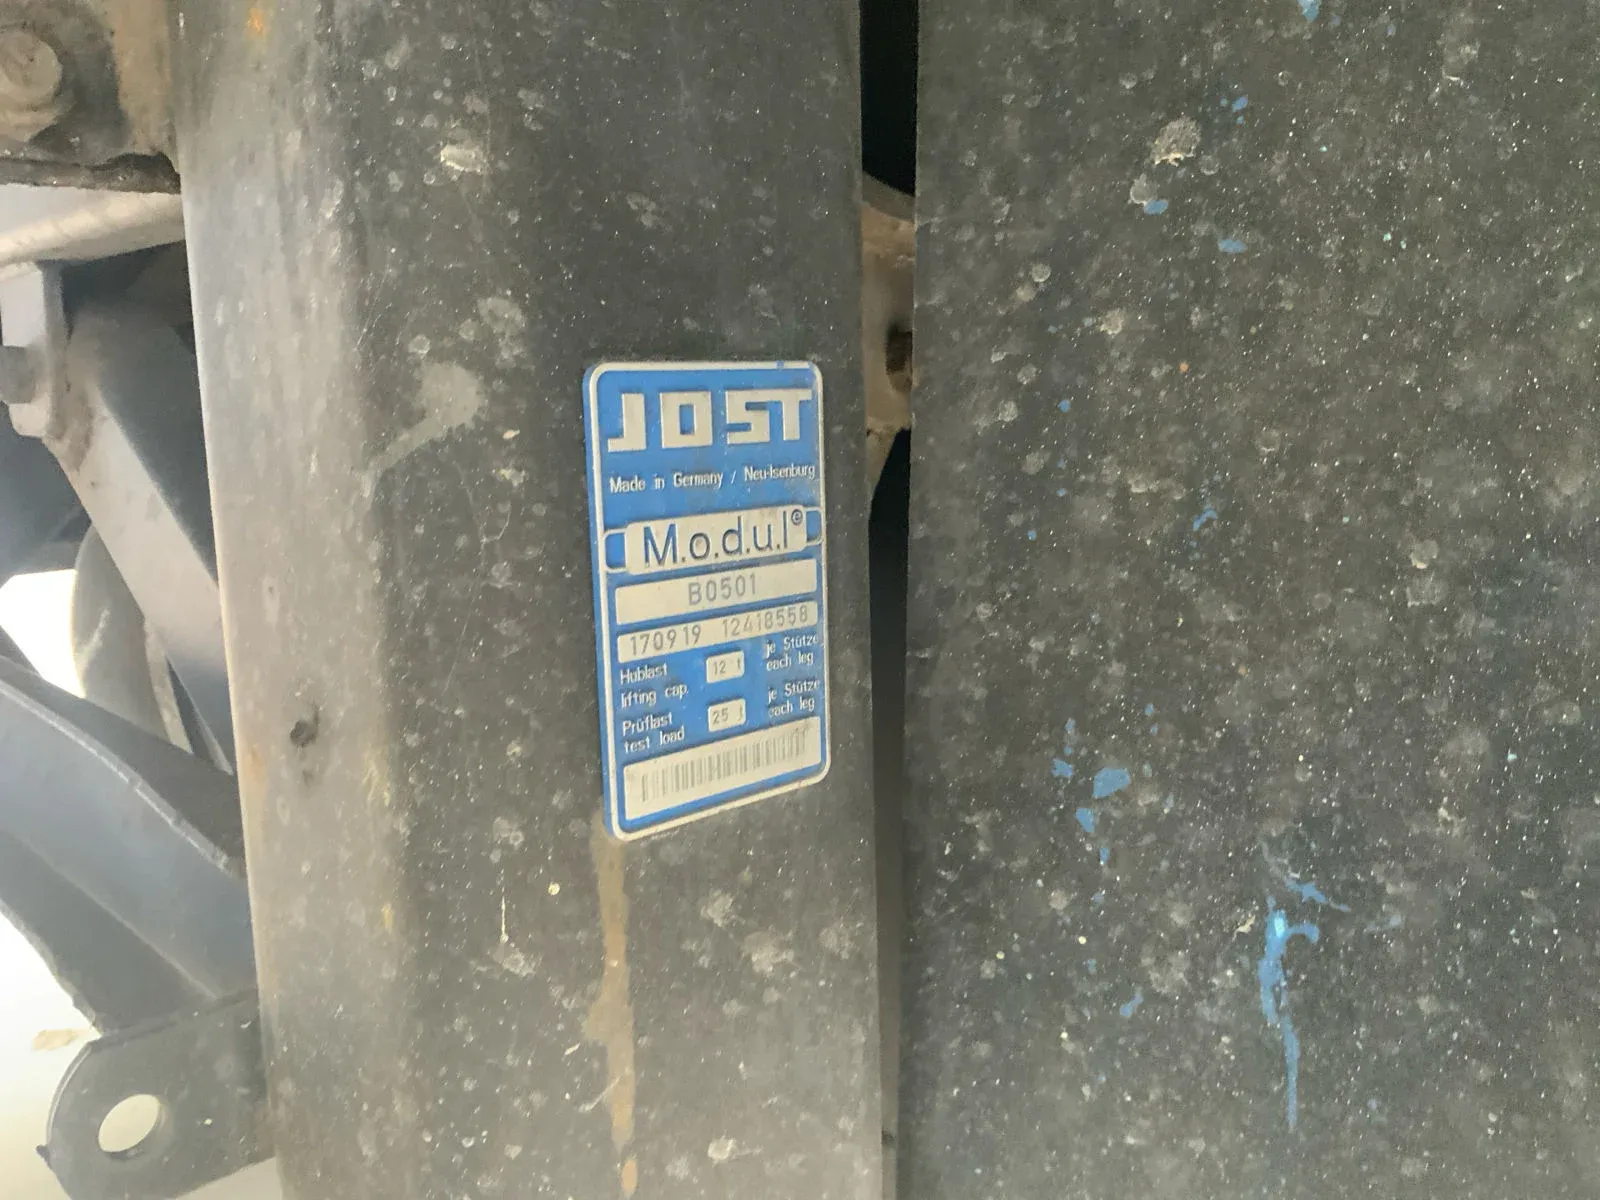 JOST
Made in Germany / Neu-Isenburg
M.o.d.u.l®
B0501
170919 12418558
Hublast 12 t je Stütze
lifting cap. each leg
Prüflast 25 t je Stütze
test load each leg